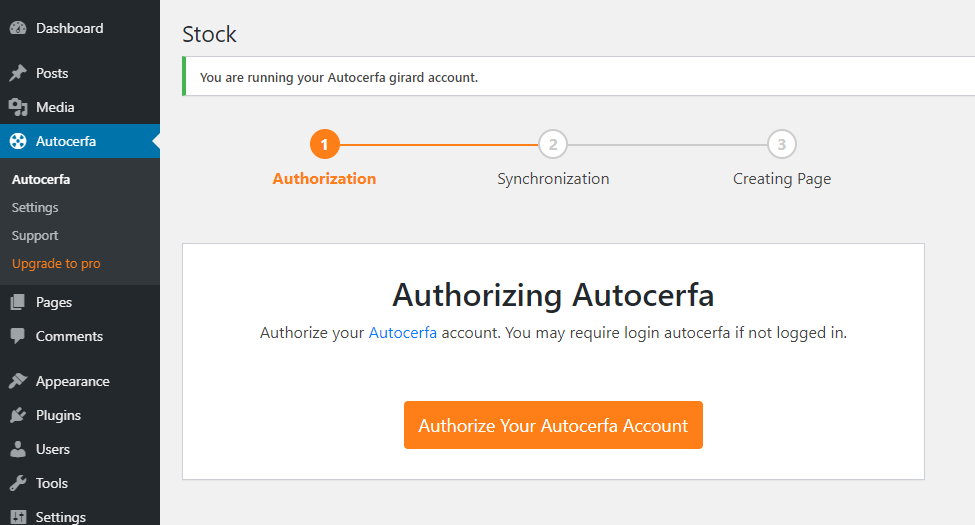 Dashboard
Posts
Media
Autocerfa
Autocerfa
Settings
Support
Upgrade to pro
Pages
Comments
Appearance
Plugins
Users
Tools
Settings
Stock
You are running your Autocerfa girard account.
1 2 3
Authorization Synchronization Creating Page
Authorizing Autocerfa
Authorize your Autocerfa account. You may require login autocerfa if not logged in.
Authorize Your Autocerfa Account